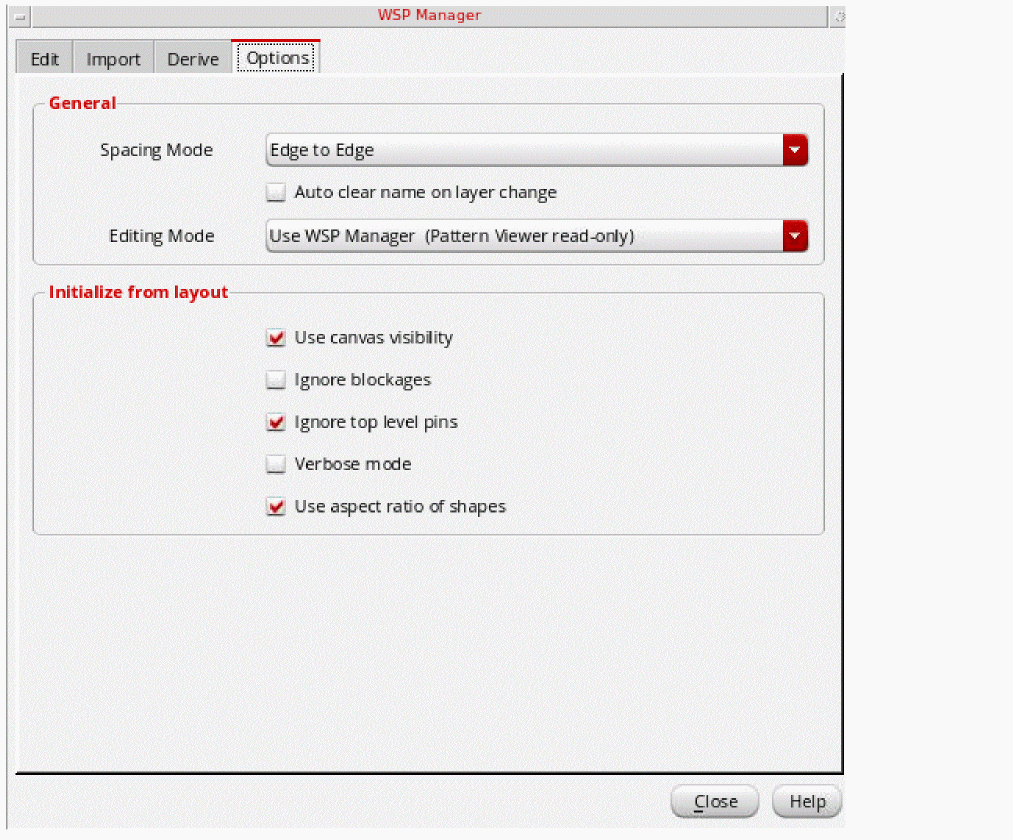 WSP Manager
Edit Import Derive Options
General
Spacing Mode Edge to Edge
Auto clear name on layer change
Editing Mode Use WSP Manager (Pattern Viewer read-only)
Initialize from layout
Use canvas visibility
Ignore blockages
Ignore top level pins
Verbose mode
Use aspect ratio of shapes
Close Help